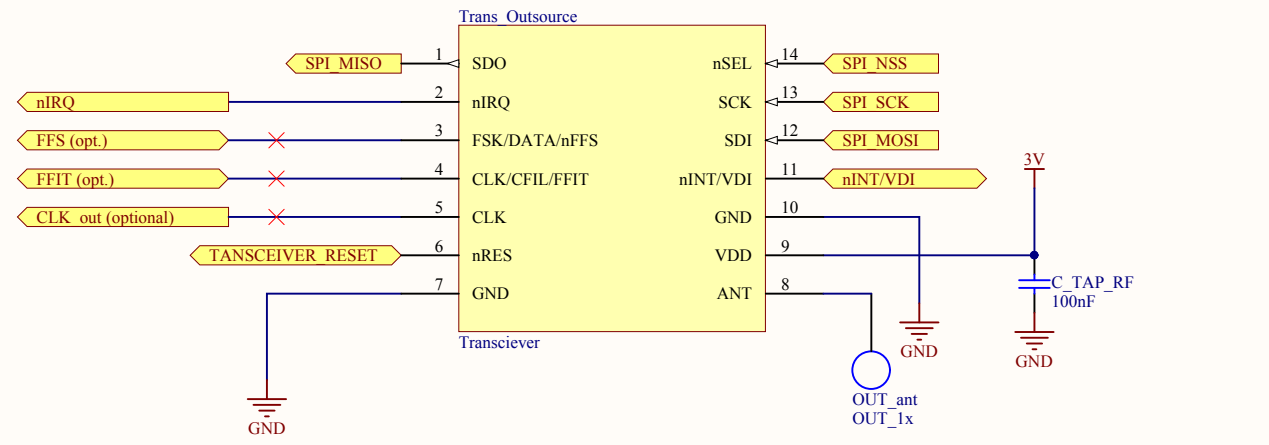 Trans_Outsource
SPI_MISO 1 SDO nSEL 14 SPI_NSS
nIRQ 2 nIRQ SCK 13 SPI_SCK
FFS (opt.) 3 FSK/DATA/nFFS SDI 12 SPI_MOSI
FFIT (opt.) 4 CLK/CFIL/FFIT nINT/VDI 11 nINT/VDI
3V
CLK_out (optional) 5 CLK GND 10
TANSCEIVER_RESET 6 nRES VDD 9
7 GND ANT 8
C_TAP_RF
100nF
Transciever
GND
GND
OUT_ant
OUT_1x
GND